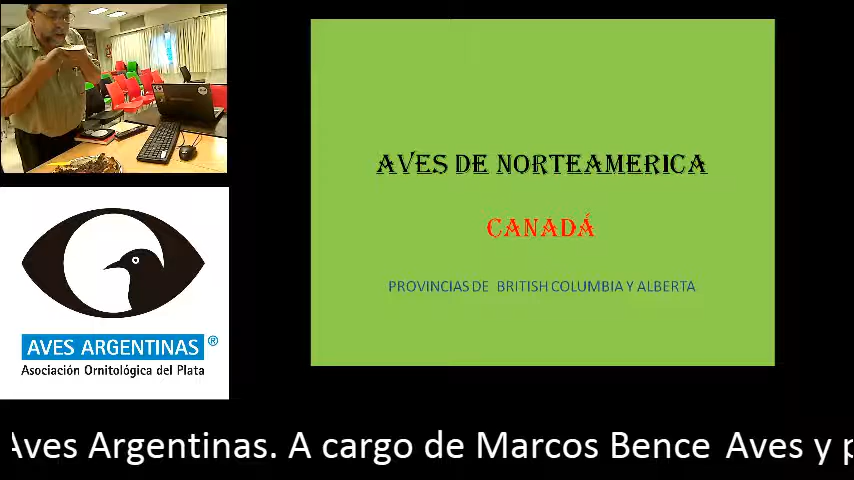 AVES DE NORTEAMERICA
CANADÁ
PROVINCIAS DE BRITISH COLUMBIA Y ALBERTA
AVES ARGENTINAS ®
Asociación Ornitológica del Plata
Aves Argentinas. A cargo de Marcos Bence Aves y p